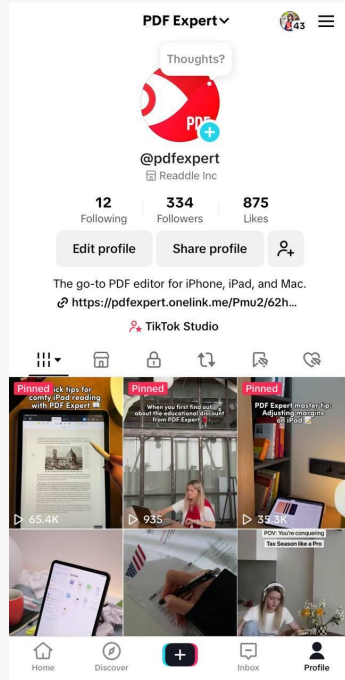 PDF Expert
43
Thoughts?
PDF
@pdfexpert
Readdle Inc
12
Following
334
Followers
875
Likes
Edit profile
Share profile
The go-to PDF editor for iPhone, iPad, and Mac.
https://pdfexpert.onelink.me/Pmu2/62h...
TikTok Studio
Pinned
ick tips for
comfy iPad reading
with PDF Expert
65.4K
Pinned
When you first find out
about the educational discount
from PDF Expert
935
Pinned
PDF Expert master tip:
Adjusting margins
on iPad
35.3K
POV: You're conquering
Tax Season like a Pro
Home
Discover
Inbox
Profile